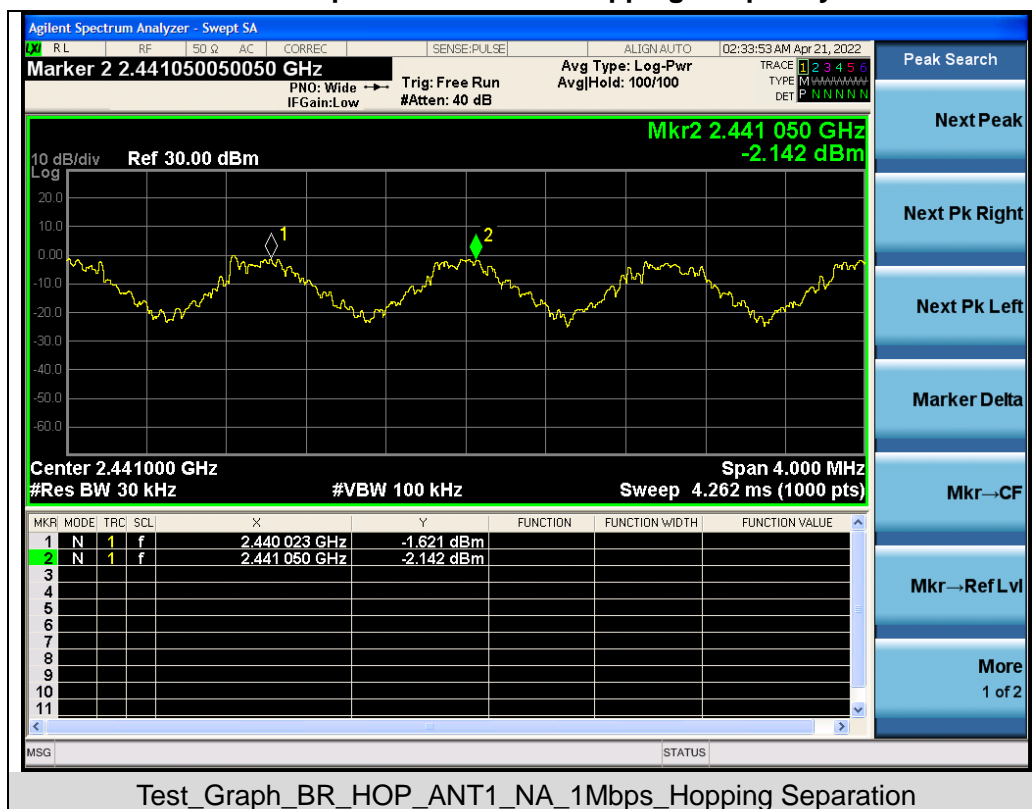 Agilent Spectrum Analyzer - Swept SA
LXI RL RF 50 Ω AC CORREC SENSE:PULSE ALIGN AUTO 02:33:53 AM Apr 21, 2022
Marker 2 2.441050050050 GHz
PNO: Wide
IFGain:Low
Trig: Free Run
#Atten: 40 dB
Avg Type: Log-Pwr
Avg|Hold: 100/100
TRACE 1 2 3 4 5 6
TYPE M WWWWW
DET P N N N N N
Mkr2 2.441 050 GHz
-2.142 dBm
10 dB/div
Log
Ref 30.00 dBm
20.0
10.0
0.00
-10.0
-20.0
-30.0
-40.0
-50.0
-60.0
1
2
Center 2.441000 GHz
Span 4.000 MHz
#Res BW 30 kHz
#VBW 100 kHz
Sweep 4.262 ms (1000 pts)
MKR MODE TRC SCL X Y FUNCTION FUNCTION WIDTH FUNCTION VALUE
1 N 1 f 2.440 023 GHz -1.621 dBm
2 N 1 f 2.441 050 GHz -2.142 dBm
3
4
5
6
7
8
9
10
11
MSG
STATUS
Peak Search
Next Peak
Next Pk Right
Next Pk Left
Marker Delta
Mkr→CF
Mkr→Ref Lvl
More
1 of 2
Test_Graph_BR_HOP_ANT1_NA_1Mbps_Hopping Separation